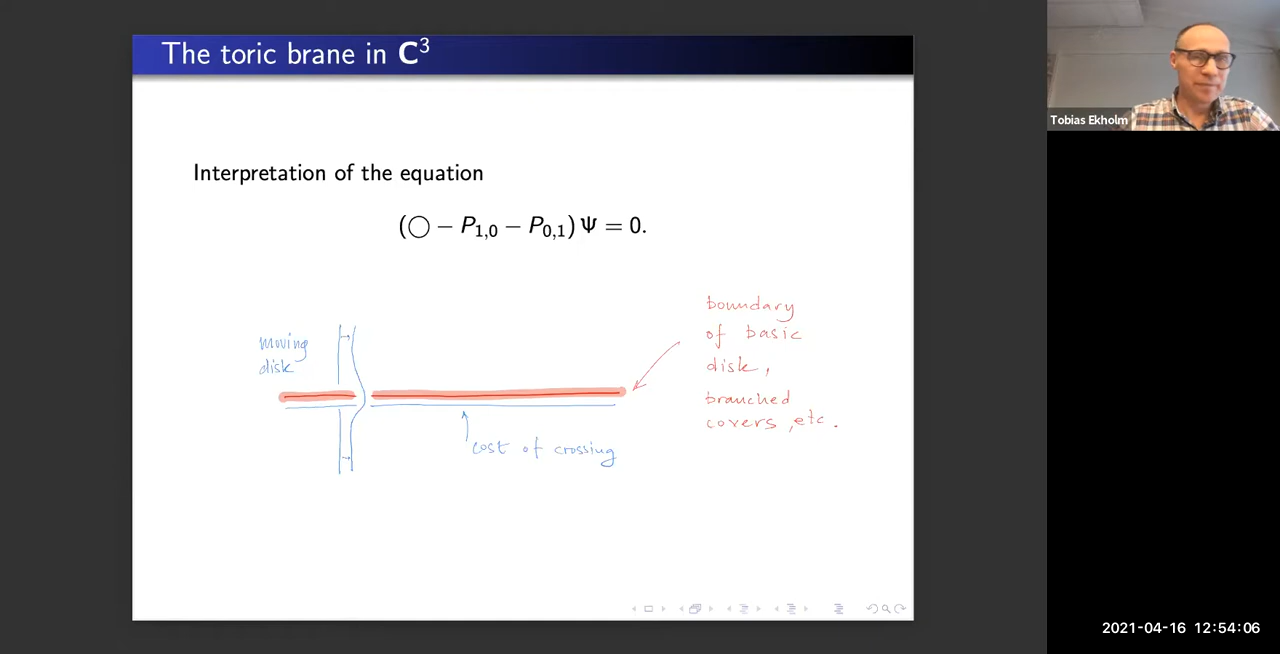 The toric brane in C³
Tobias Ekholm
Interpretation of the equation
(○ − P₁,₀ − P₀,₁) Ψ = 0.
moving
disk
cost of crossing
boundary
of basic
disk,
branched
covers, etc.
2021-04-16 12:54:06